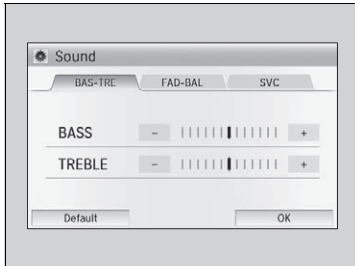 Sound
BAS-TRE FAD-BAL SVC
BASS - +
TREBLE - +
Default OK